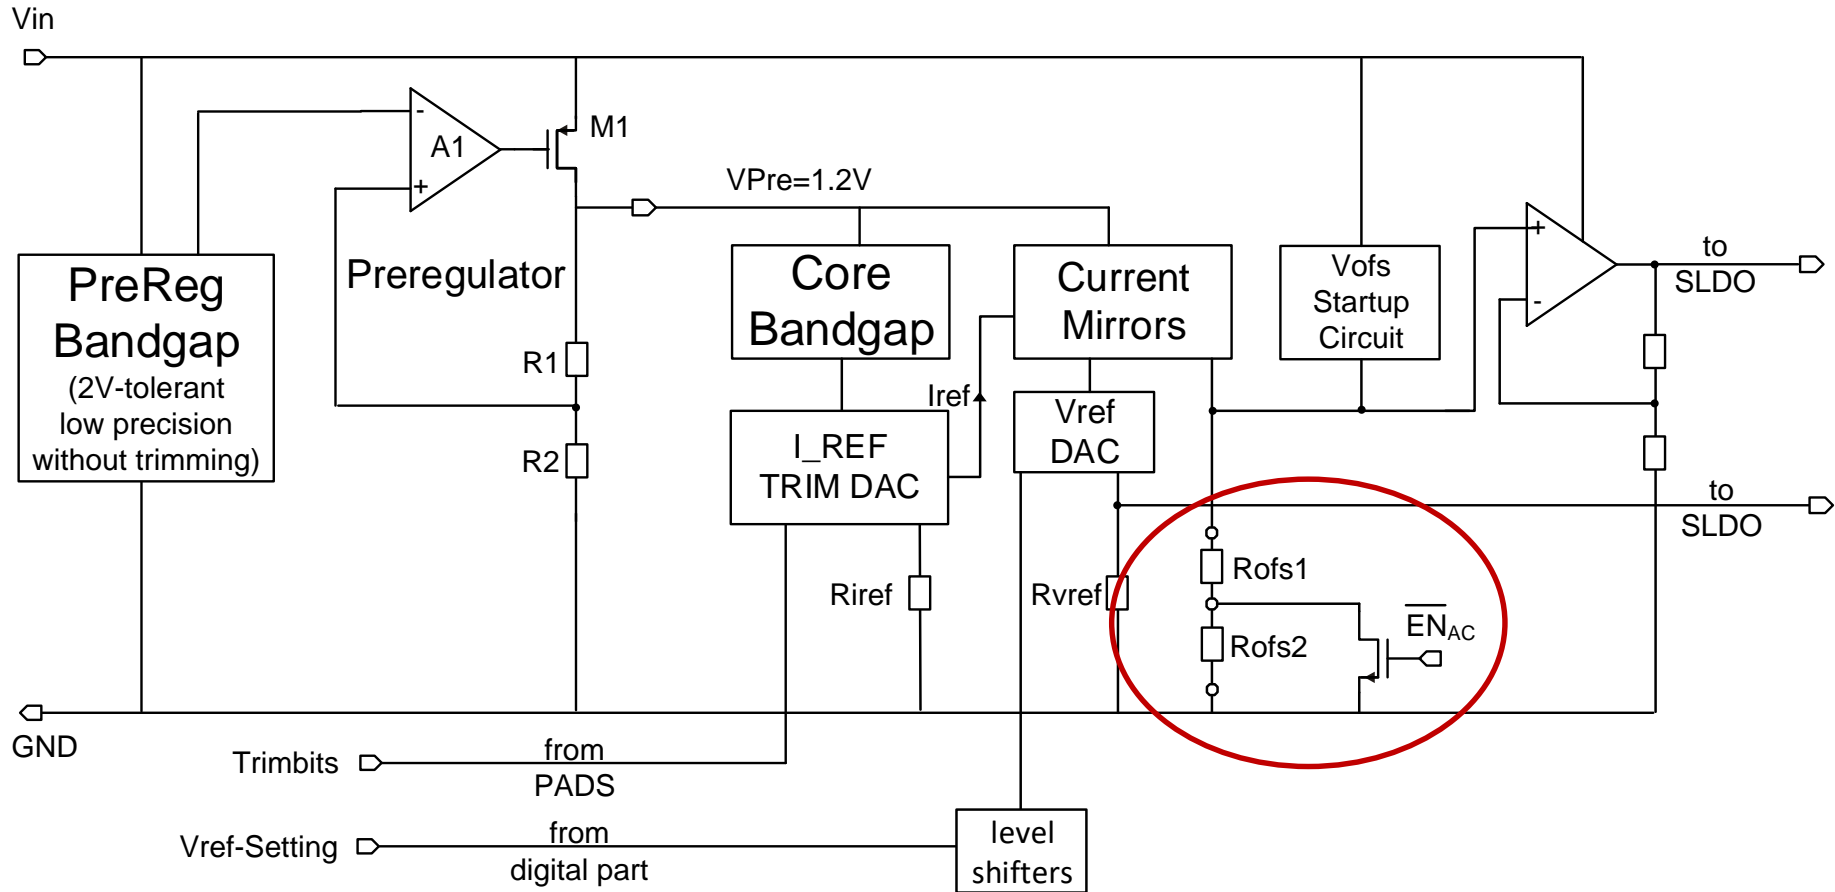 Vin
M1
A1
-
+
VPre=1.2V
PreReg
Bandgap
(2V-tolerant
low precision
without trimming)
Preregulator
R1
R2
Core
Bandgap
Current
Mirrors
Vofs
Startup
Circuit
+
-
to
SLDO
Iref
I_REF
TRIM DAC
Vref
DAC
to
SLDO
Riref
Rvref
Rofs1
Rofs2
E̅N̅AC
GND
Trimbits
from
PADS
Vref-Setting
from
digital part
level
shifters